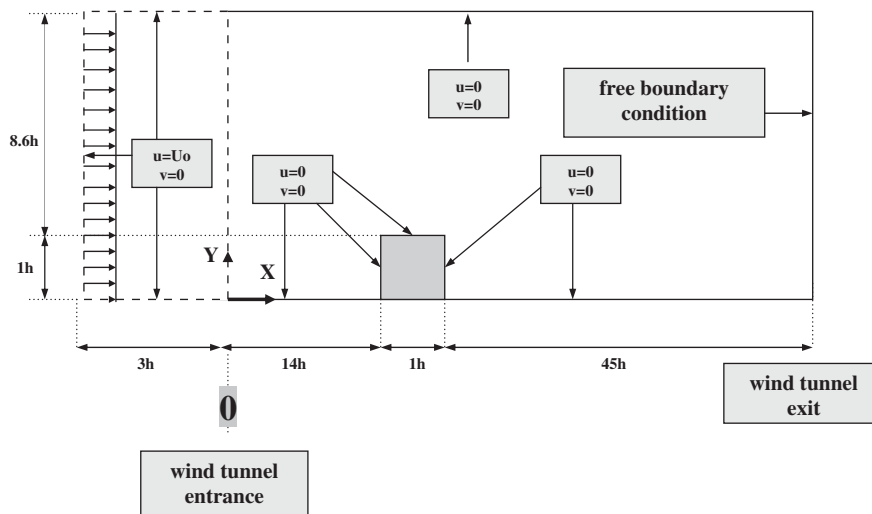 u=0
v=0
free boundary
condition
8.6h
u=Uo
v=0
u=0
v=0
u=0
v=0
Y
X
1h
3h
14h
1h
45h
0
wind tunnel
exit
wind tunnel
entrance